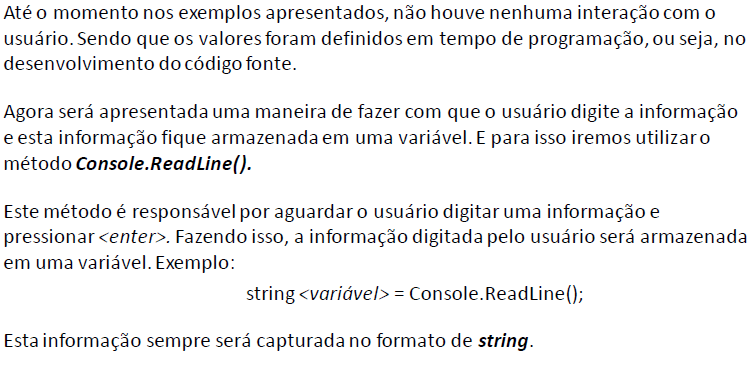 Até o momento nos exemplos apresentados, não houve nenhuma interação com o
usuário. Sendo que os valores foram definidos em tempo de programação, ou seja, no
desenvolvimento do código fonte.
Agora será apresentada uma maneira de fazer com que o usuário digite a informação
e esta informação fique armazenada em uma variável. E para isso iremos utilizar o
método Console.ReadLine().
Este método é responsável por aguardar o usuário digitar uma informação e
pressionar <enter>. Fazendo isso, a informação digitada pelo usuário será armazenada
em uma variável. Exemplo:
string <variável> = Console.ReadLine();
Esta informação sempre será capturada no formato de string.